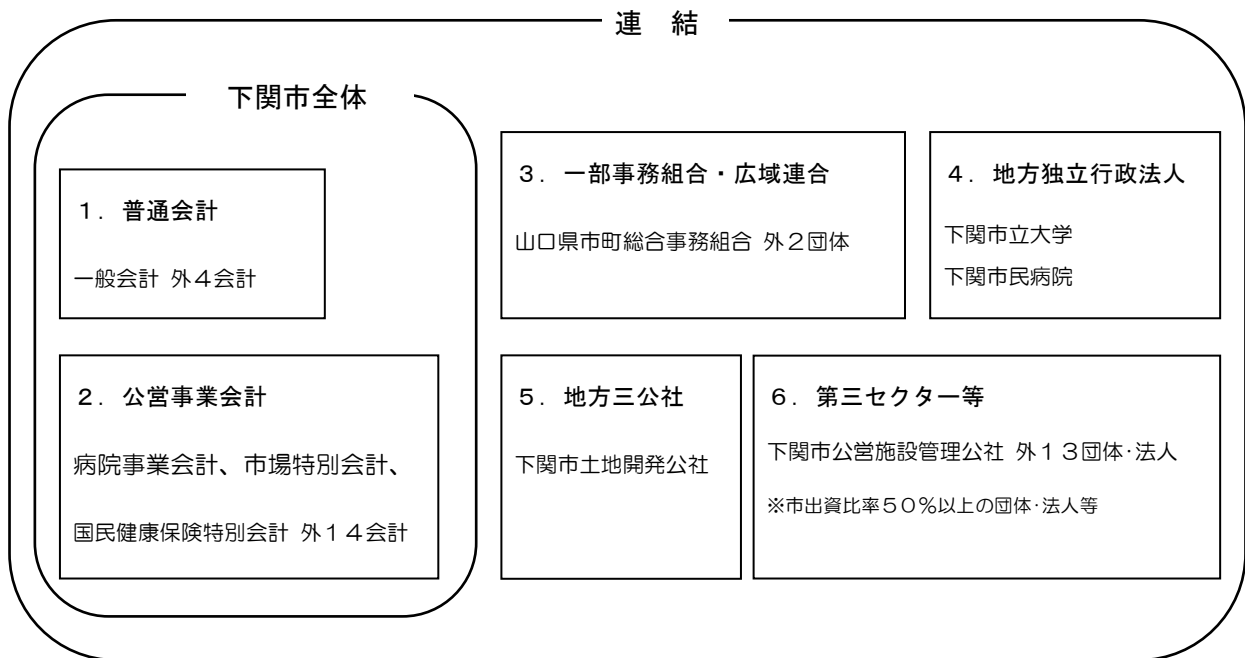 連　結
下関市全体
１．普通会計
一般会計 外４会計
２．公営事業会計
病院事業会計、市場特別会計、
国民健康保険特別会計 外１４会計
３．一部事務組合・広域連合
山口県市町総合事務組合 外２団体
４．地方独立行政法人
下関市立大学
下関市民病院
５．地方三公社
下関市土地開発公社
６．第三セクター等
下関市公営施設管理公社 外１３団体･法人
※市出資比率５０％以上の団体･法人等